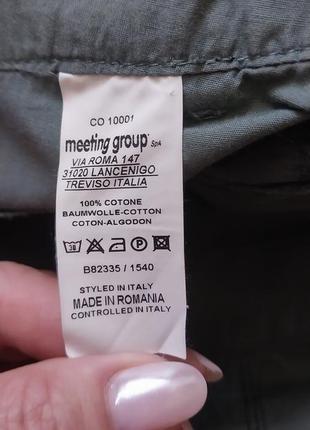 CO 10001
meeting group SpA
VIA ROMA 147
31020 LANCENIGO
TREVISO ITALIA
100% COTONE
BAUMWOLLE-COTTON
COTON-ALGODON
30
B82335 / 1540
STYLED IN ITALY
MADE IN ROMANIA
CONTROLLED IN ITALY